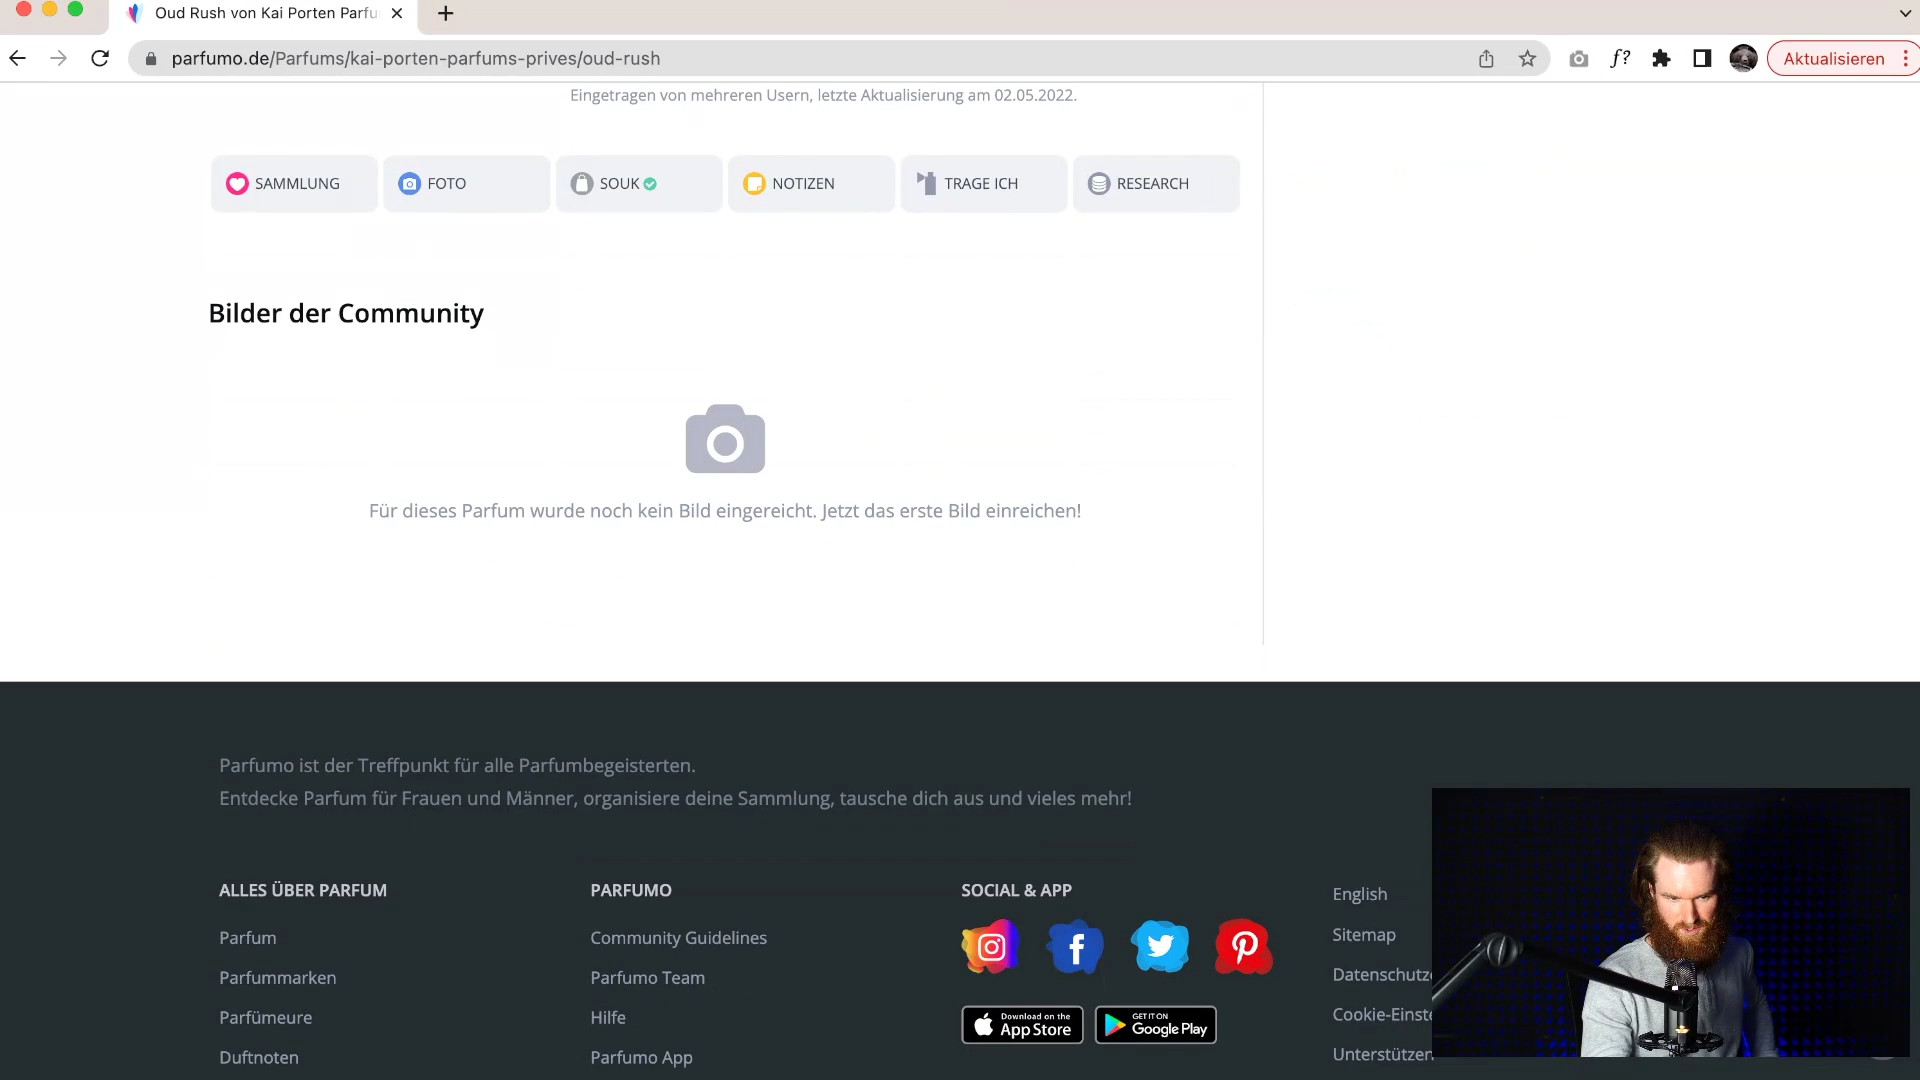 Oud Rush von Kai Porten Parfu
parfumo.de/Parfums/kai-porten-parfums-prives/oud-rush
f?
Aktualisieren
Eingetragen von mehreren Usern, letzte Aktualisierung am 02.05.2022.
SAMMLUNG
FOTO
SOUK
NOTIZEN
TRAGE ICH
RESEARCH
Bilder der Community
Für dieses Parfum wurde noch kein Bild eingereicht. Jetzt das erste Bild einreichen!
Parfumo ist der Treffpunkt für alle Parfumbegeisterten.
Entdecke Parfum für Frauen und Männer, organisiere deine Sammlung, tausche dich aus und vieles mehr!
ALLES ÜBER PARFUM
Parfum
Parfummarken
Parfümeure
Duftnoten
PARFUMO
Community Guidelines
Parfumo Team
Hilfe
Parfumo App
SOCIAL & APP
Download on the
App Store
GET IT ON
Google Play
English
Sitemap
Datenschutz
Cookie-Einste
Unterstützen